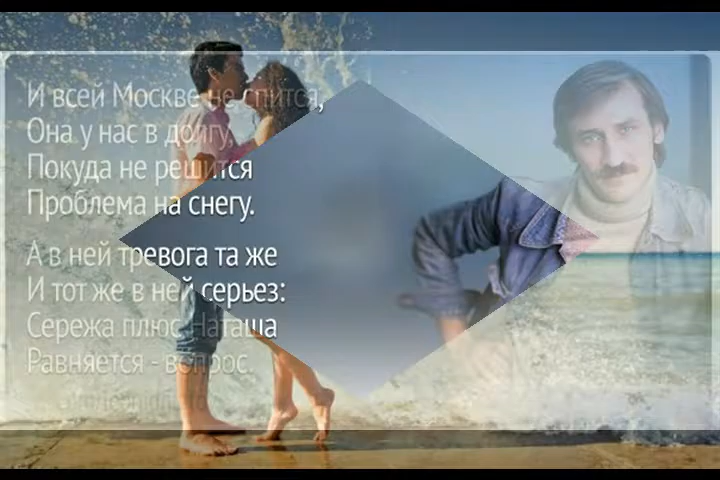 И всей Москве не спится,
Она у нас в долгу,
Покуда не решится
Проблема на снегу.
А в ней тревога та же
И тот же в ней серьез:
Сережа плюс Наташа
Равняется - вопрос.